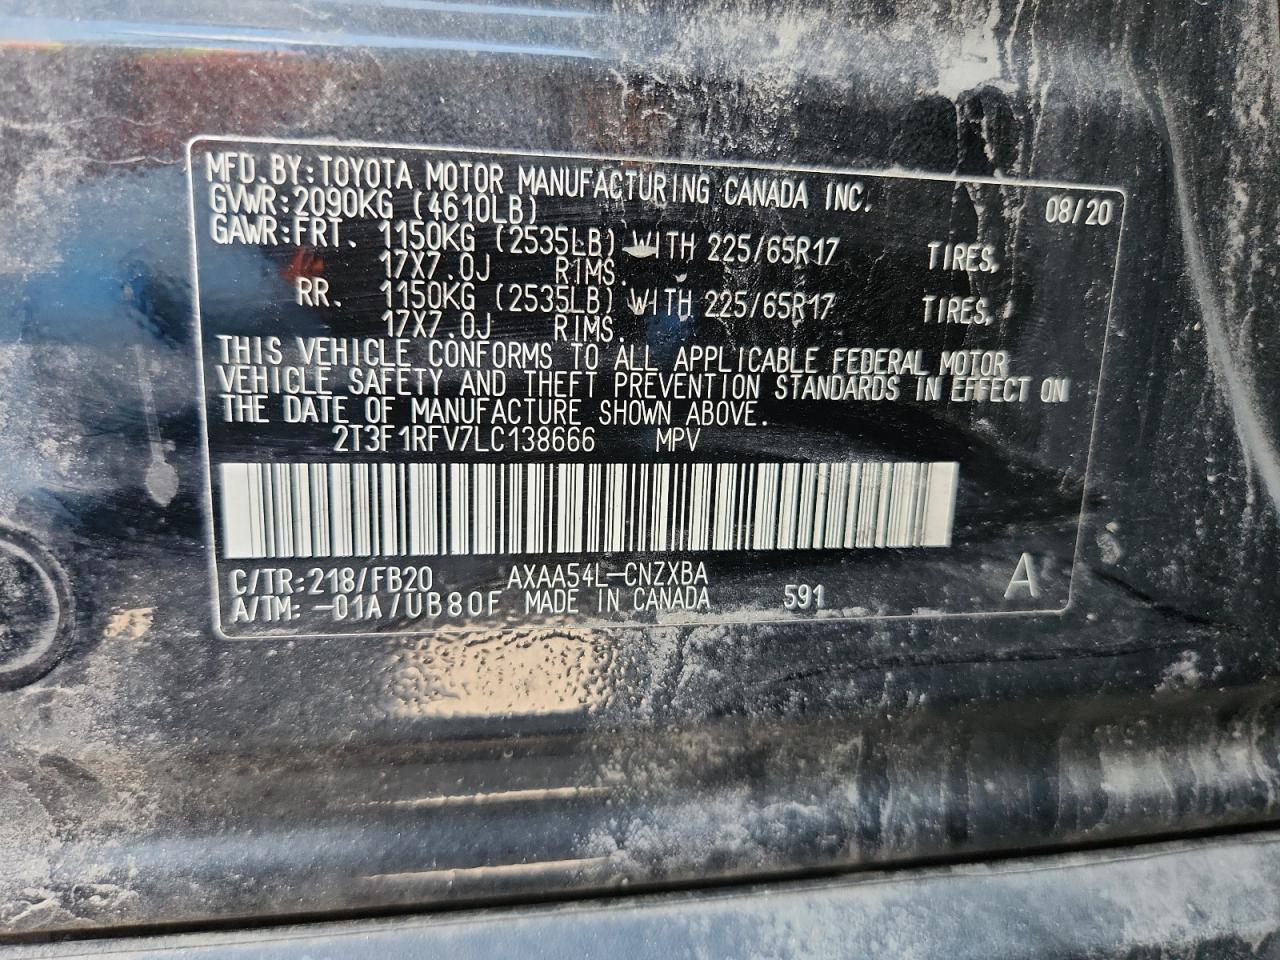 MFD.BY:TOYOTA MOTOR MANUFACTURING CANADA INC.
GVWR:2090KG (4610LB) 08/20
GAWR:FRT. 1150KG (2535LB) WITH 225/65R17 TIRES,
17X7.0J RIMS.
RR. 1150KG (2535LB) WITH 225/65R17 TIRES,
17X7.0J RIMS.
THIS VEHICLE CONFORMS TO ALL APPLICABLE FEDERAL MOTOR
VEHICLE SAFETY AND THEFT PREVENTION STANDARDS IN EFFECT ON
THE DATE OF MANUFACTURE SHOWN ABOVE.
2T3F1RFV7LC138666 MPV
C/TR:218/FB20 AXAA54L-CNZXBA
A/TM:-01A/UB80F MADE IN CANADA 591 A